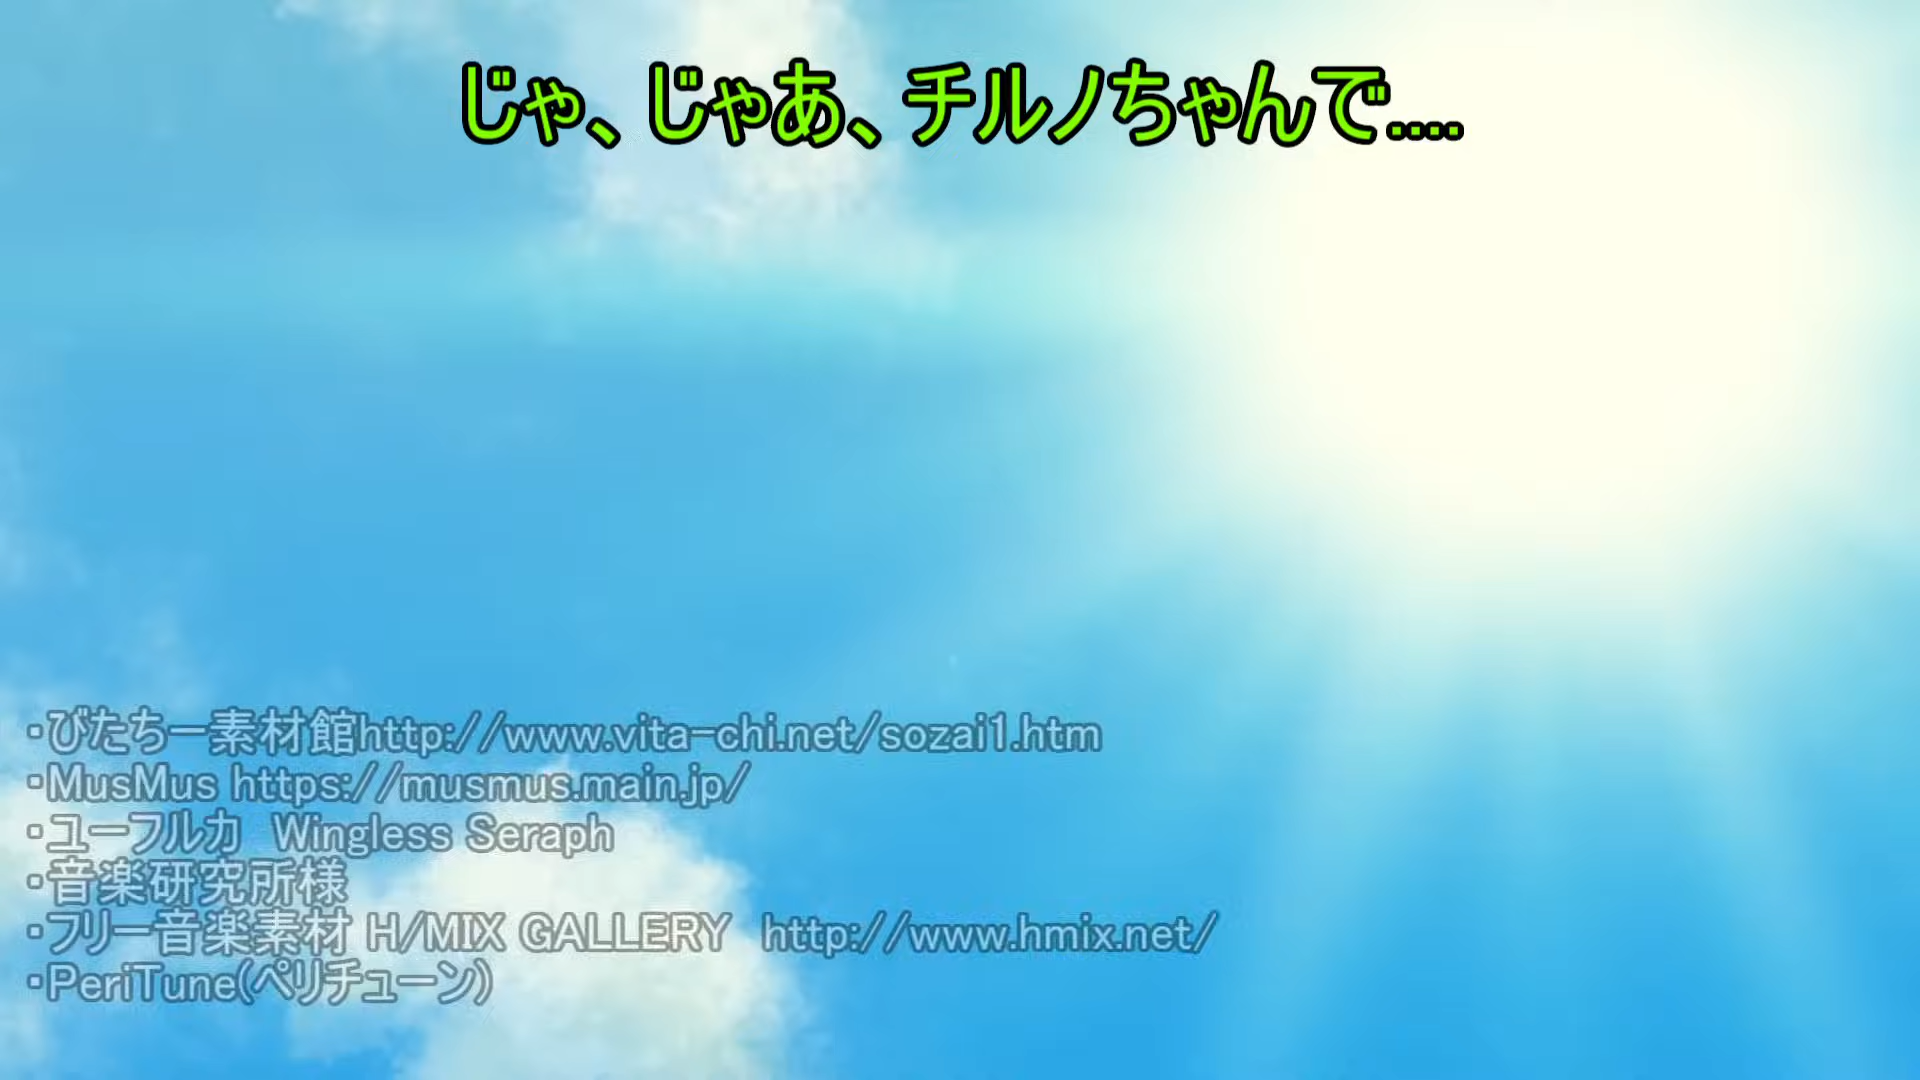 じゃ、じゃあ、チルノちゃんで....
・びたちー素材館http://www.vita-chi.net/sozai1.htm
・MusMus https://musmus.main.jp/
・ユーフルカ　Wingless Seraph
・音楽研究所様
・フリー音楽素材 H/MIX GALLERY　http://www.hmix.net/
・PeriTune(ペリチューン)